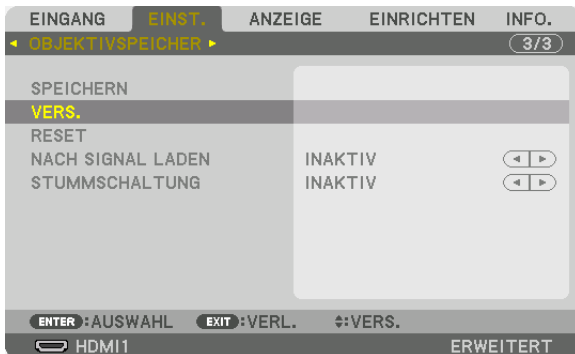 EINGANG EINST. ANZEIGE EINRICHTEN INFO.
OBJEKTIVSPEICHER 3/3
SPEICHERN
VERS.
RESET
NACH SIGNAL LADEN INAKTIV
STUMMSCHALTUNG INAKTIV
ENTER:AUSWAHL EXIT:VERL. :VERS.
HDMI1 ERWEITERT